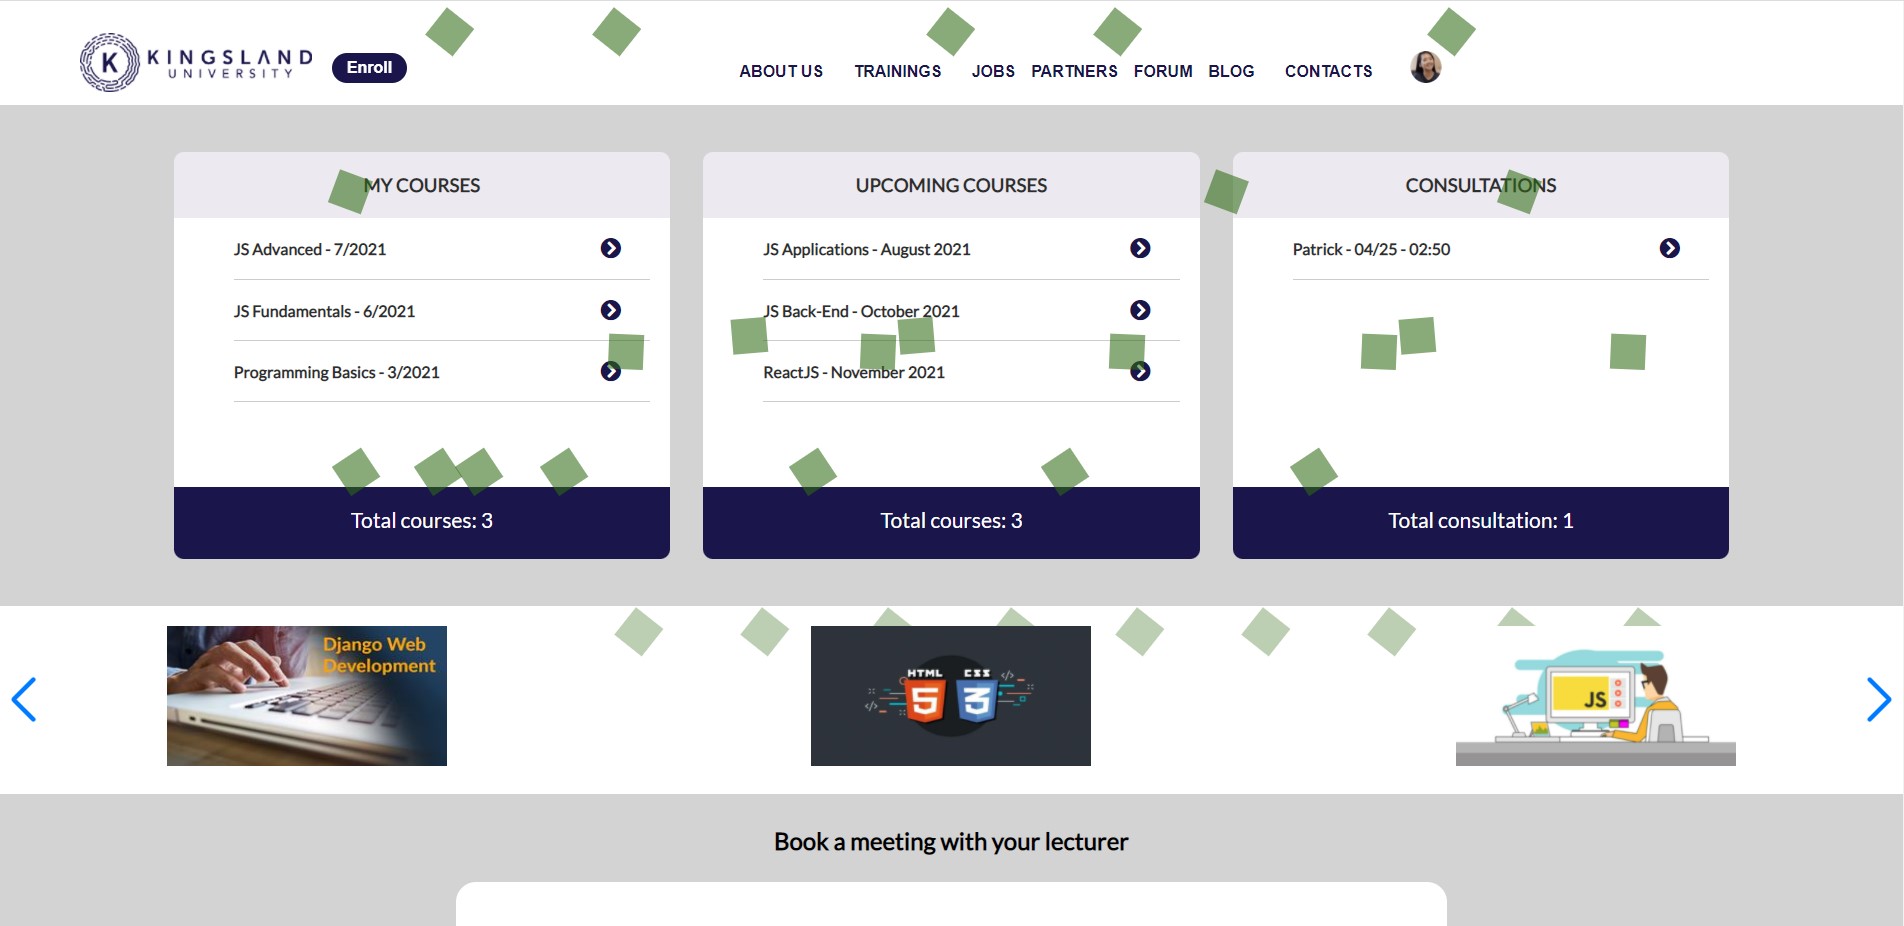 K KINGSLAND
UNIVERSITY
Enroll
ABOUT US TRAININGS JOBS PARTNERS FORUM BLOG CONTACTS
MY COURSES
JS Advanced - 7/2021
JS Fundamentals - 6/2021
Programming Basics - 3/2021
Total courses: 3
UPCOMING COURSES
JS Applications - August 2021
JS Back-End - October 2021
ReactJS - November 2021
Total courses: 3
CONSULTATIONS
Patrick - 04/25 - 02:50
Total consultation: 1
Django Web
Development
HTML CSS
5 3
JS
Book a meeting with your lecturer